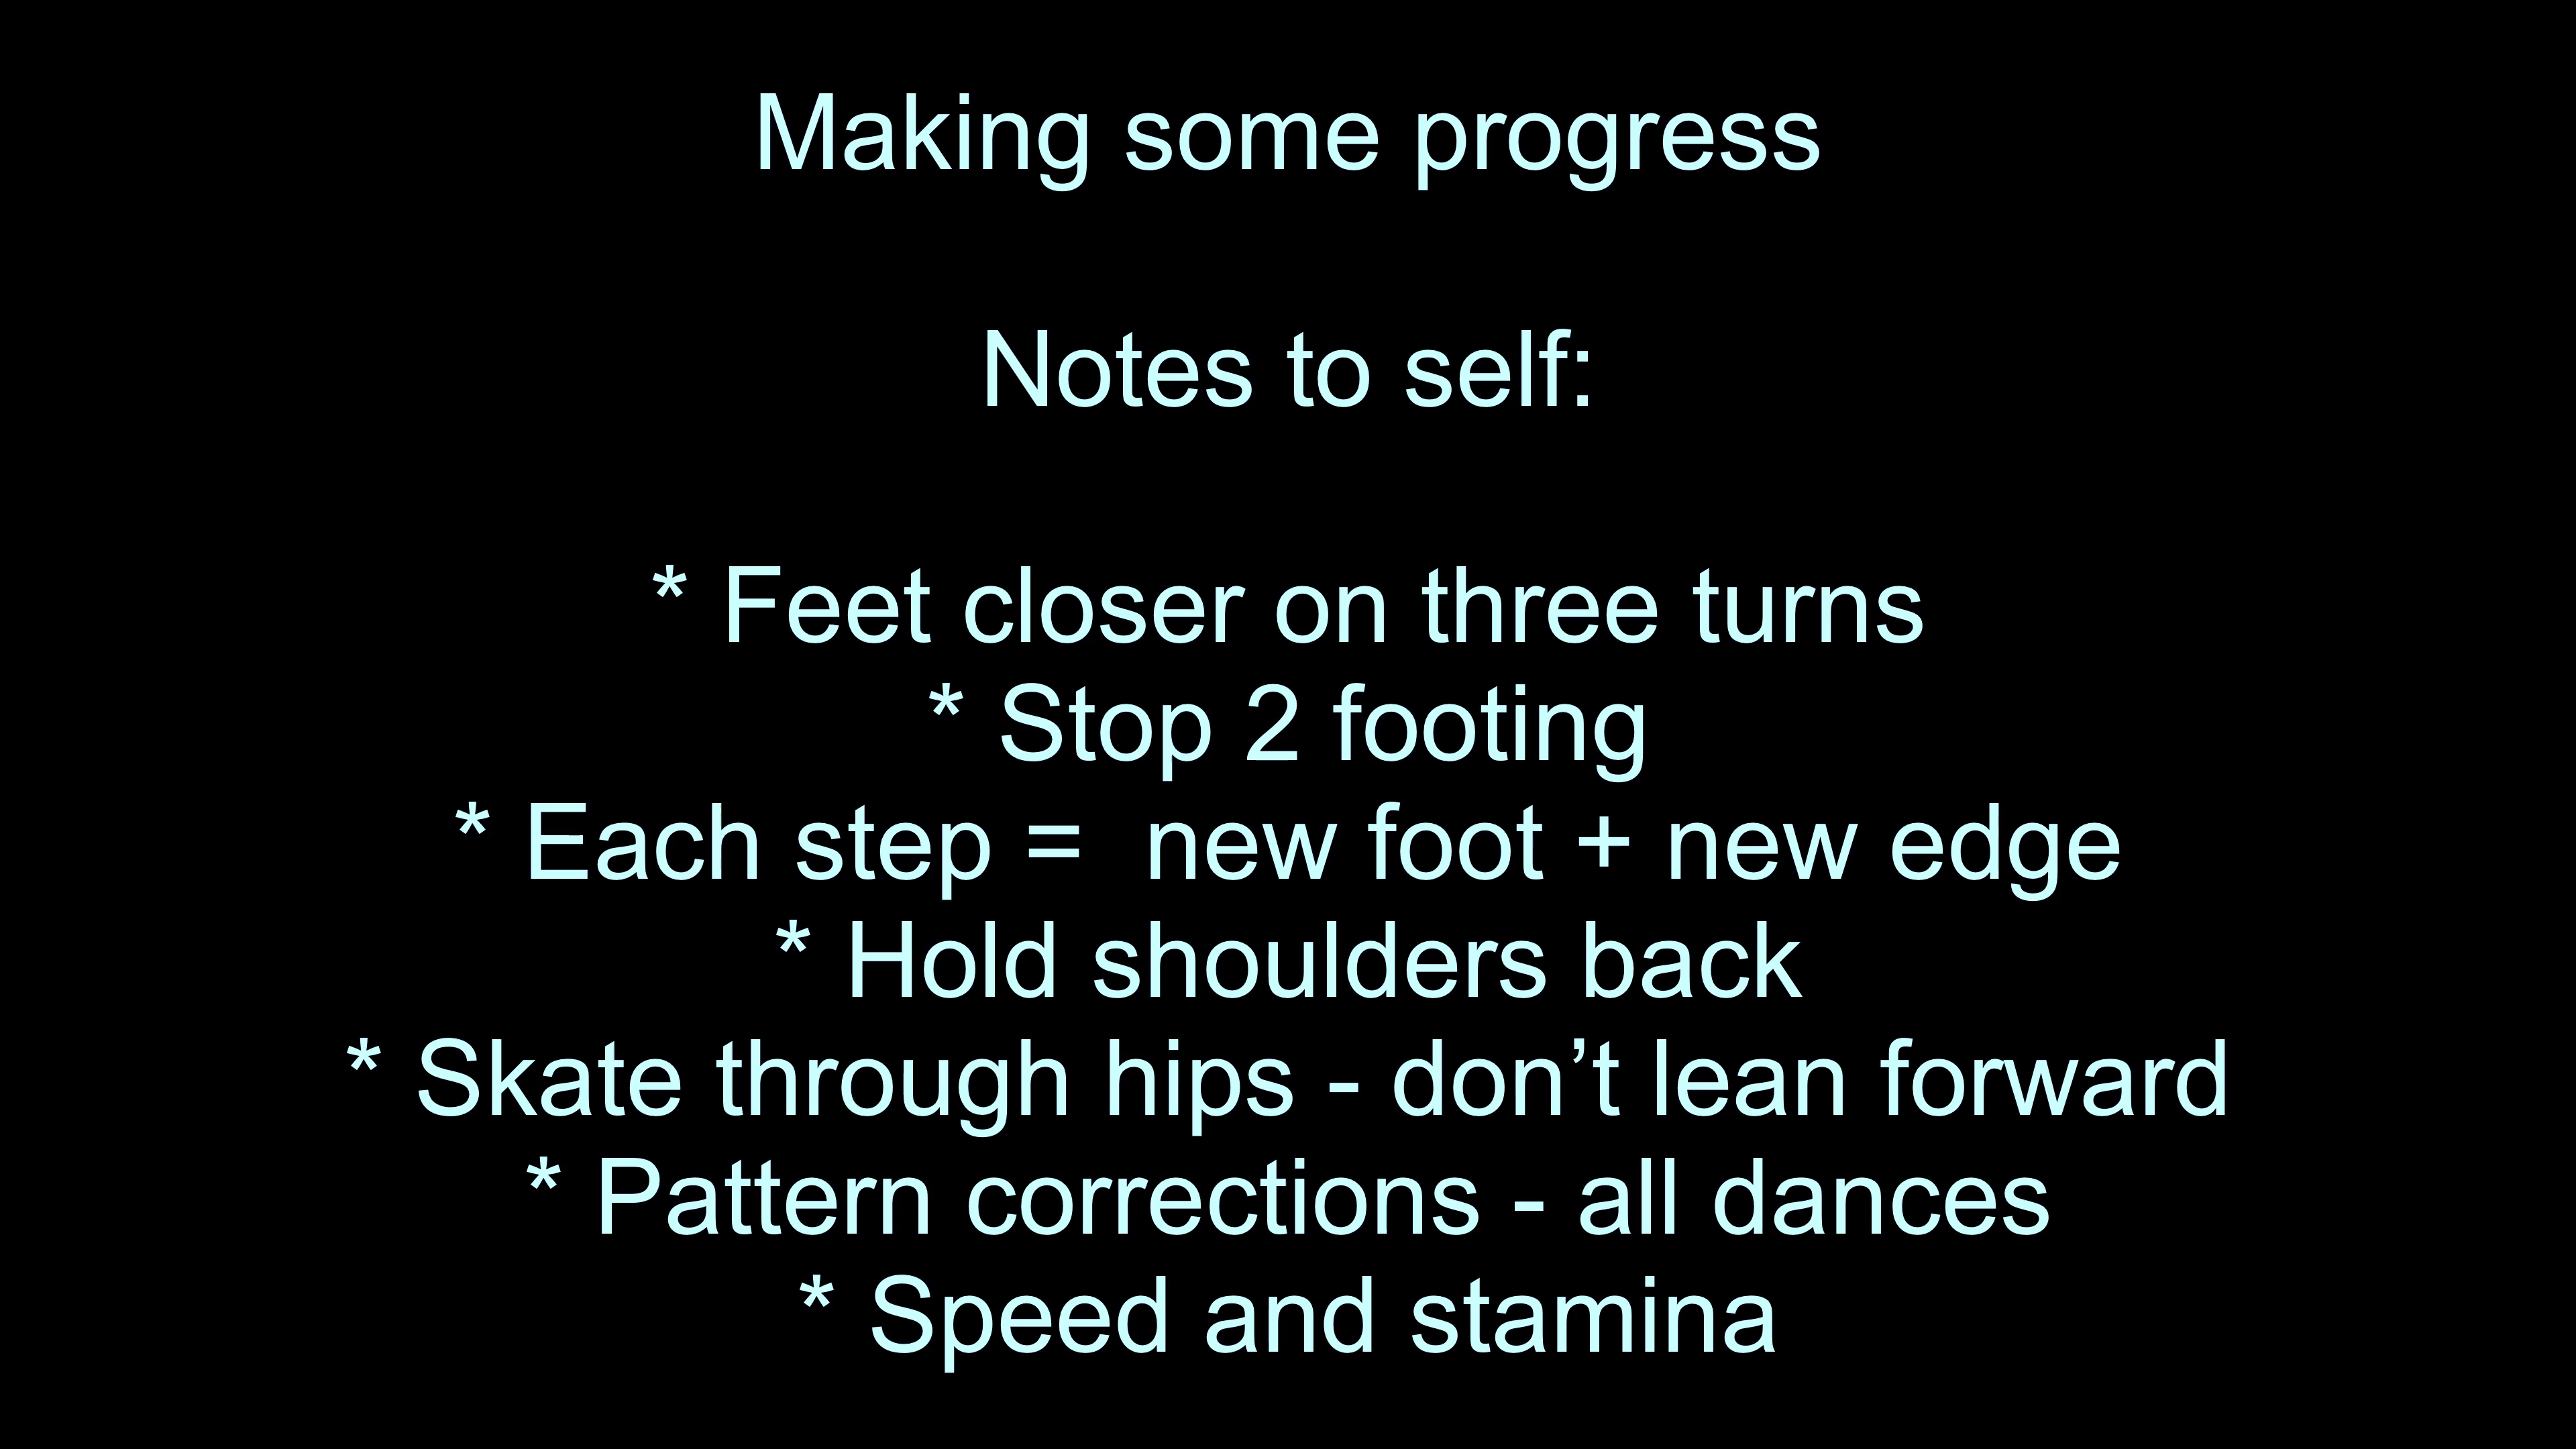 Making some progress
Notes to self:
* Feet closer on three turns
* Stop 2 footing
* Each step =  new foot + new edge
* Hold shoulders back
* Skate through hips - don’t lean forward
* Pattern corrections - all dances
* Speed and stamina